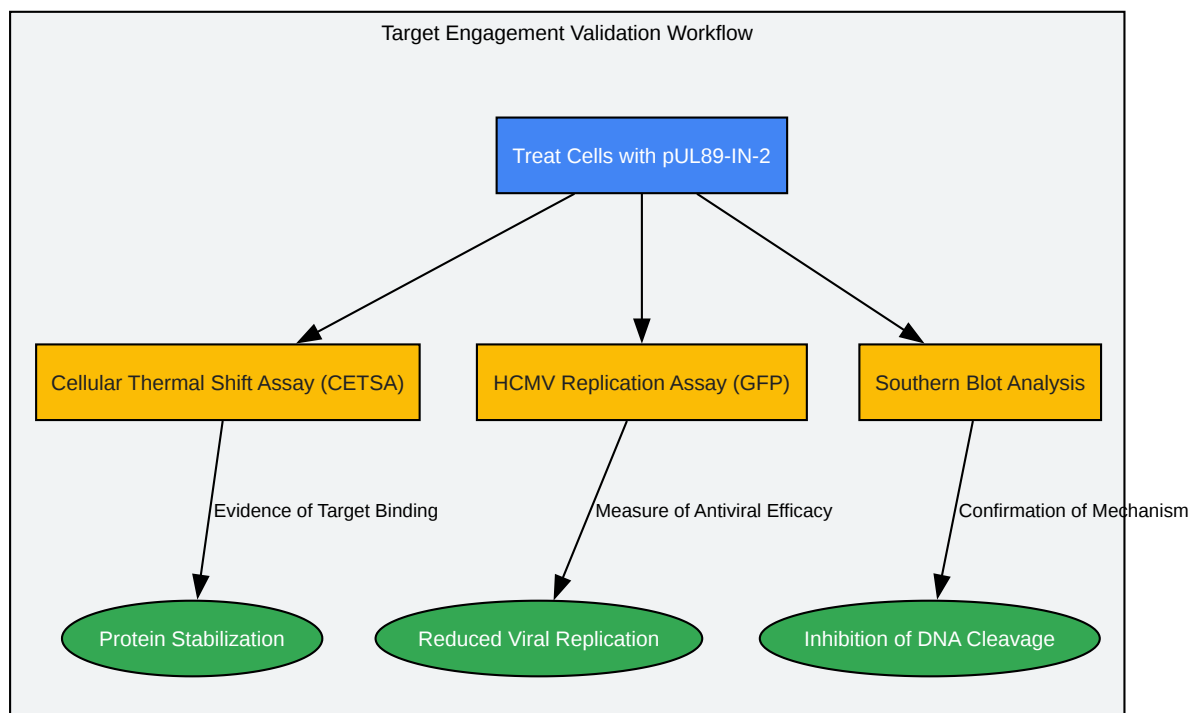 Target Engagement Validation Workflow
Treat Cells with pUL89-IN-2
Cellular Thermal Shift Assay (CETSA)
HCMV Replication Assay (GFP)
Southern Blot Analysis
Evidence of Target Binding
Measure of Antiviral Efficacy
Confirmation of Mechanism
Protein Stabilization
Reduced Viral Replication
Inhibition of DNA Cleavage